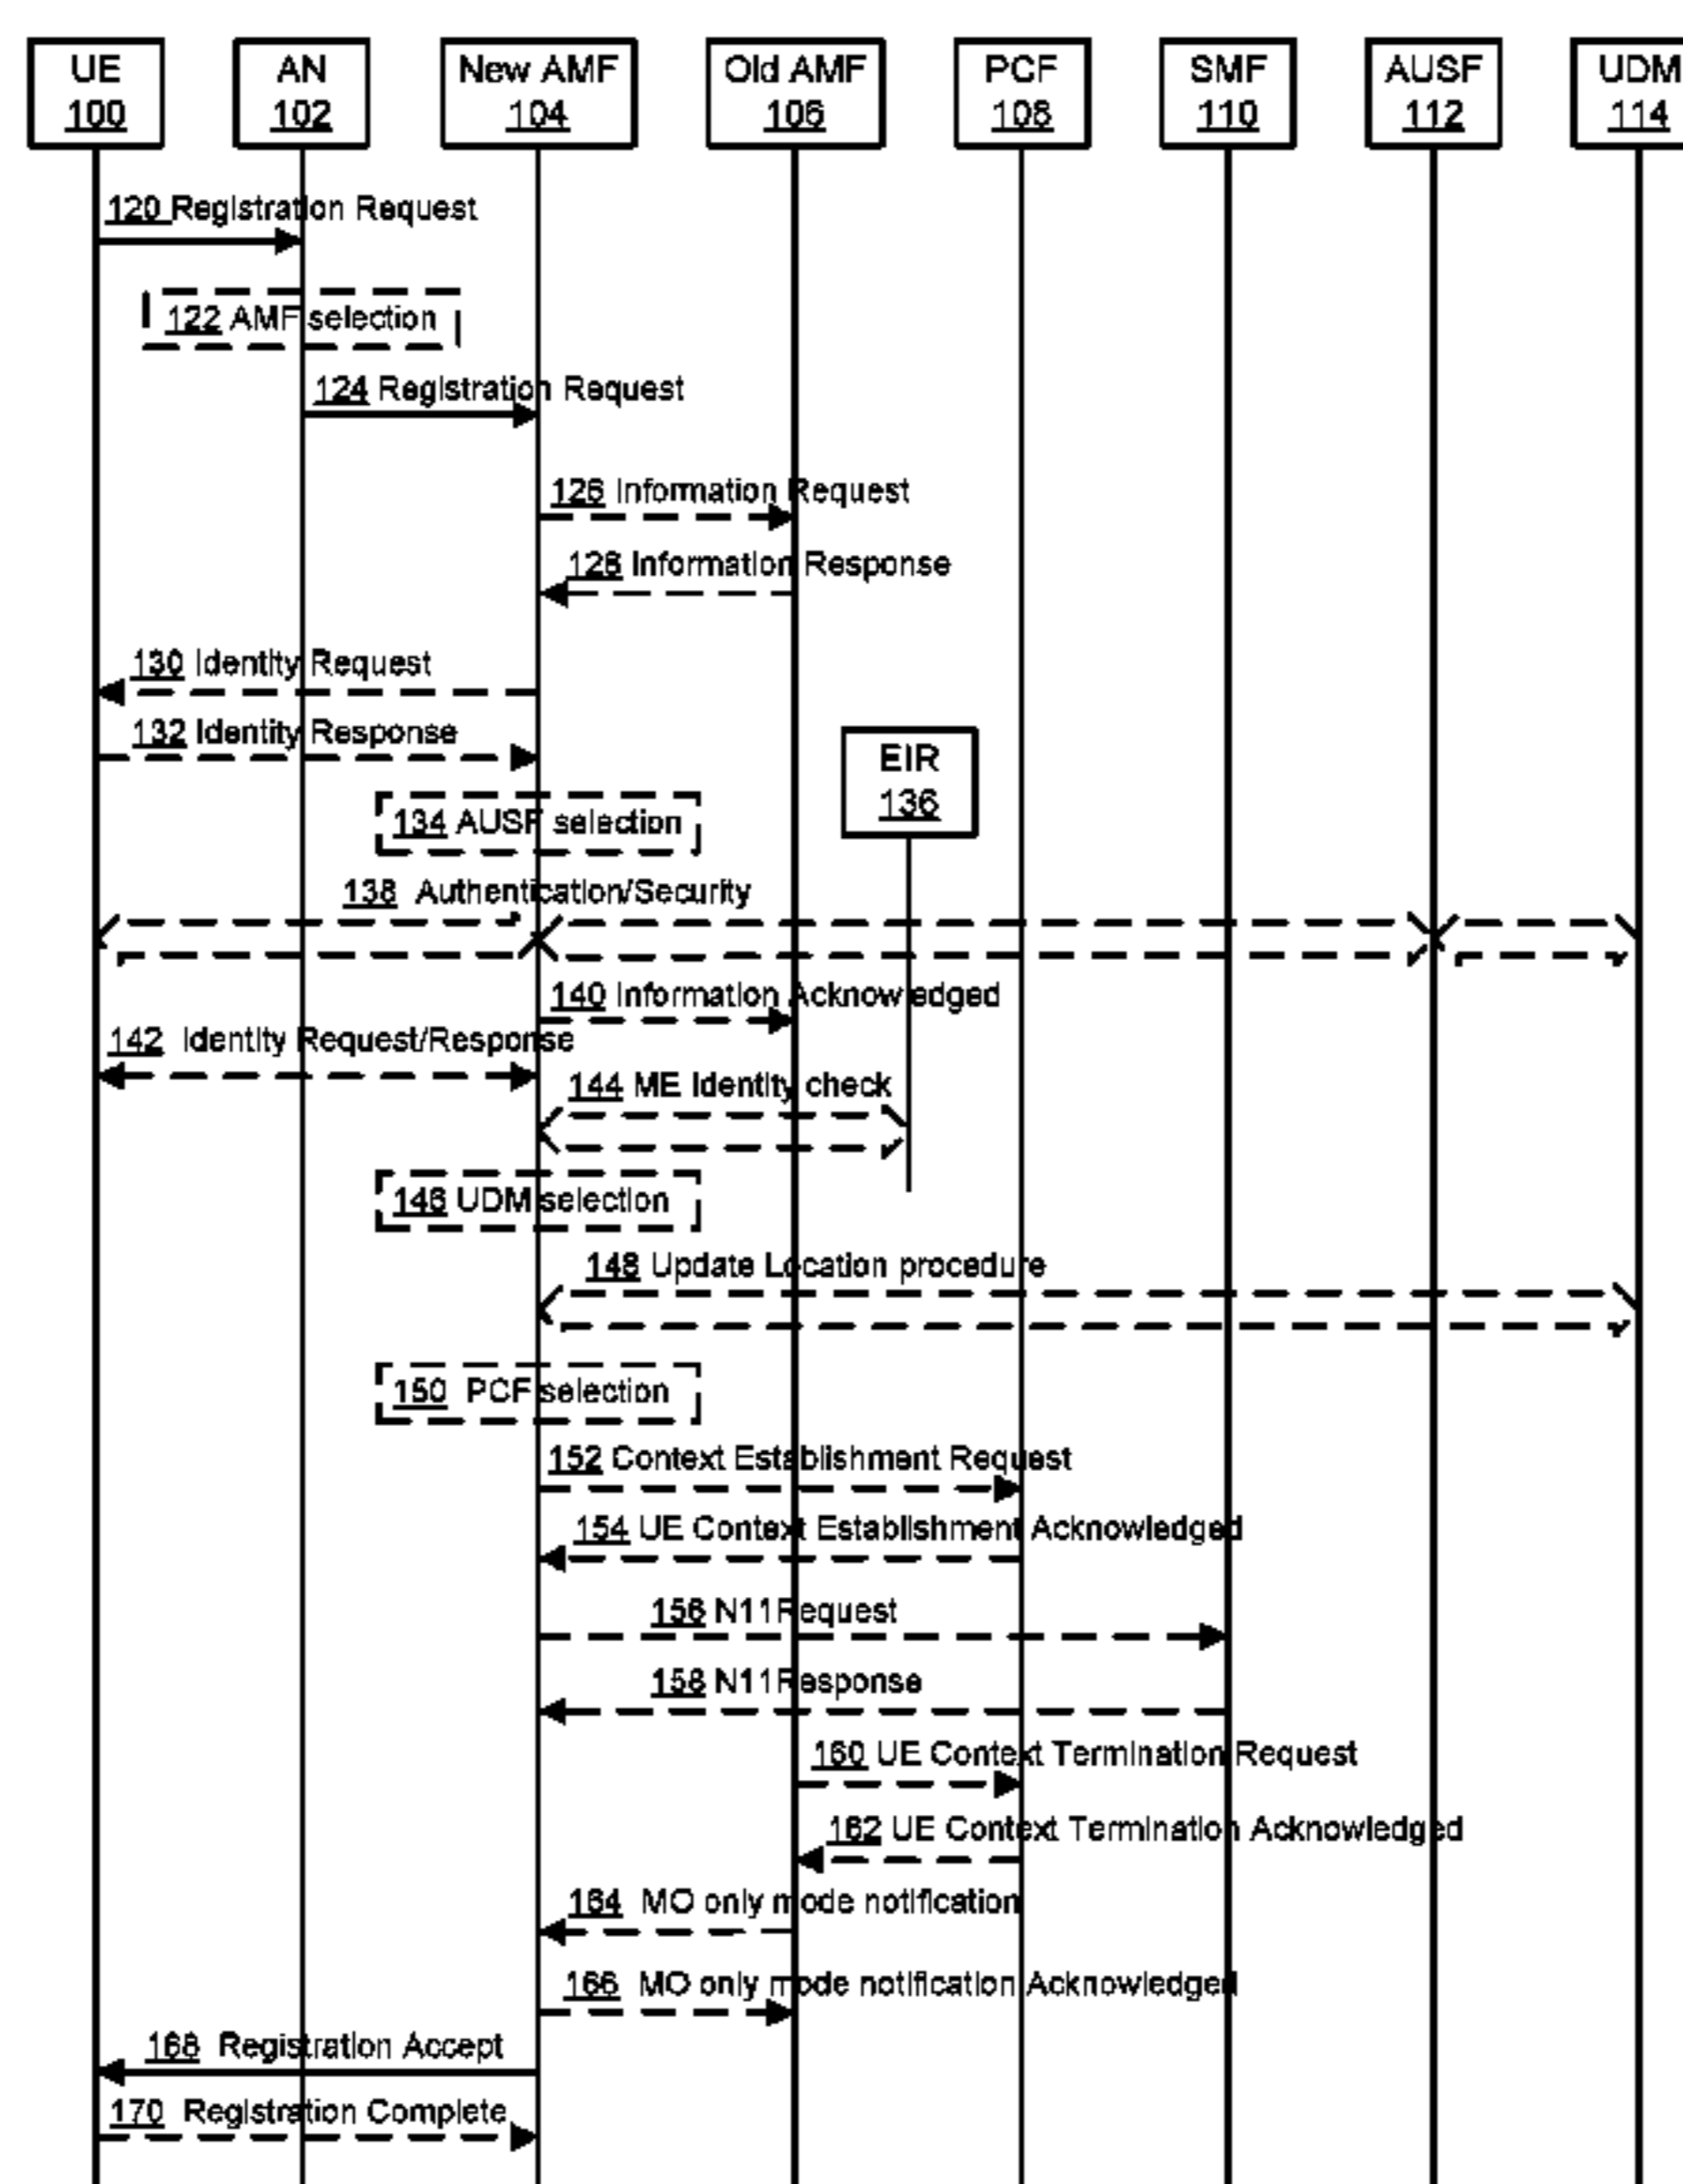 UE
100
AN
102
New AMF
104
Old AMF
106
PCF
108
SMF
110
AUSF
112
UDM
114
120 Registration Request
122 AMF selection
124 Registration Request
126 Information Request
128 Information Response
130 Identity Request
132 Identity Response
EIR
136
134 AUSF selection
138 Authentication/Security
140 Information Acknowledged
142 Identity Request/Response
144 ME Identity check
146 UDM selection
148 Update Location procedure
150 PCF selection
152 Context Establishment Request
154 UE Context Establishment Acknowledged
156 N11Request
158 N11Response
160 UE Context Termination Request
162 UE Context Termination Acknowledged
164 MO only mode notification
166 MO only mode notification Acknowledged
168 Registration Accept
170 Registration Complete